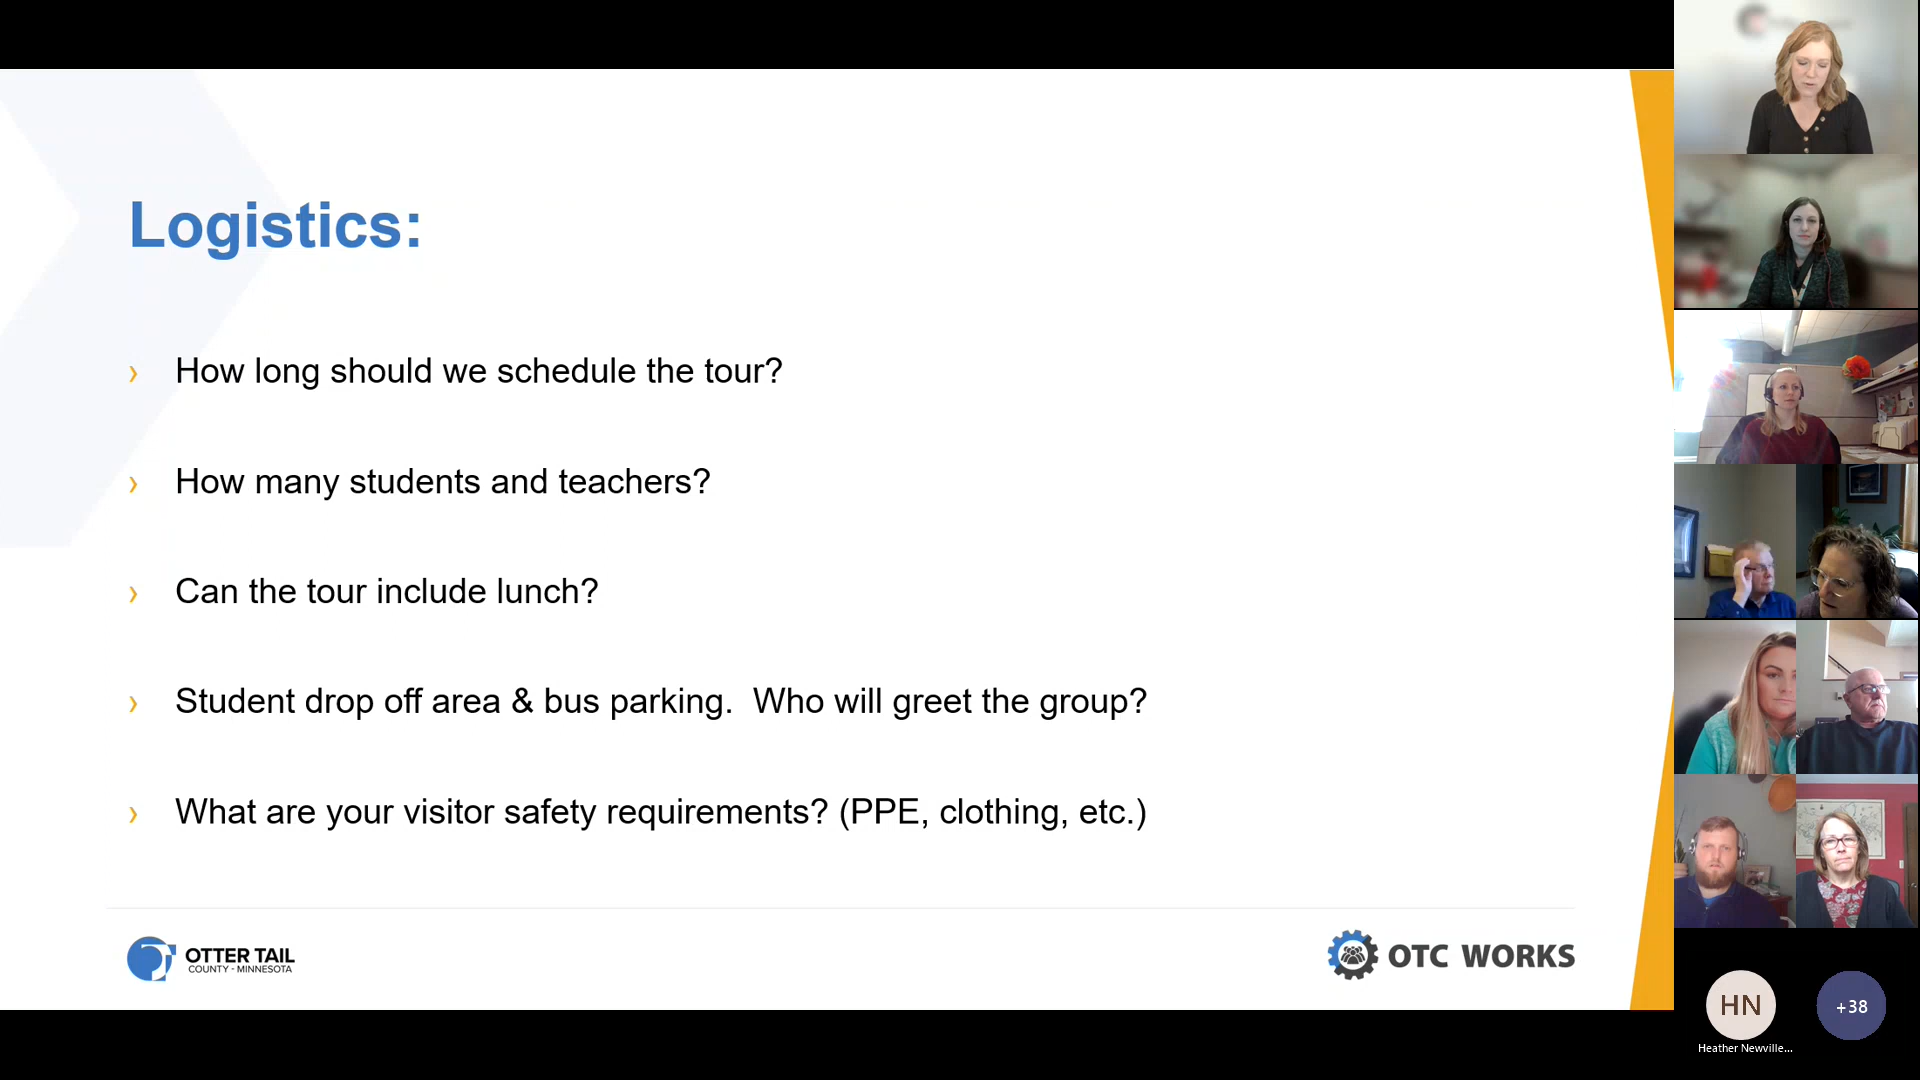 Logistics:
› How long should we schedule the tour?
› How many students and teachers?
› Can the tour include lunch?
› Student drop off area & bus parking.  Who will greet the group?
› What are your visitor safety requirements? (PPE, clothing, etc.)
OTTER TAIL
COUNTY - MINNESOTA
OTC WORKS
HN
+38
Heather Newville...